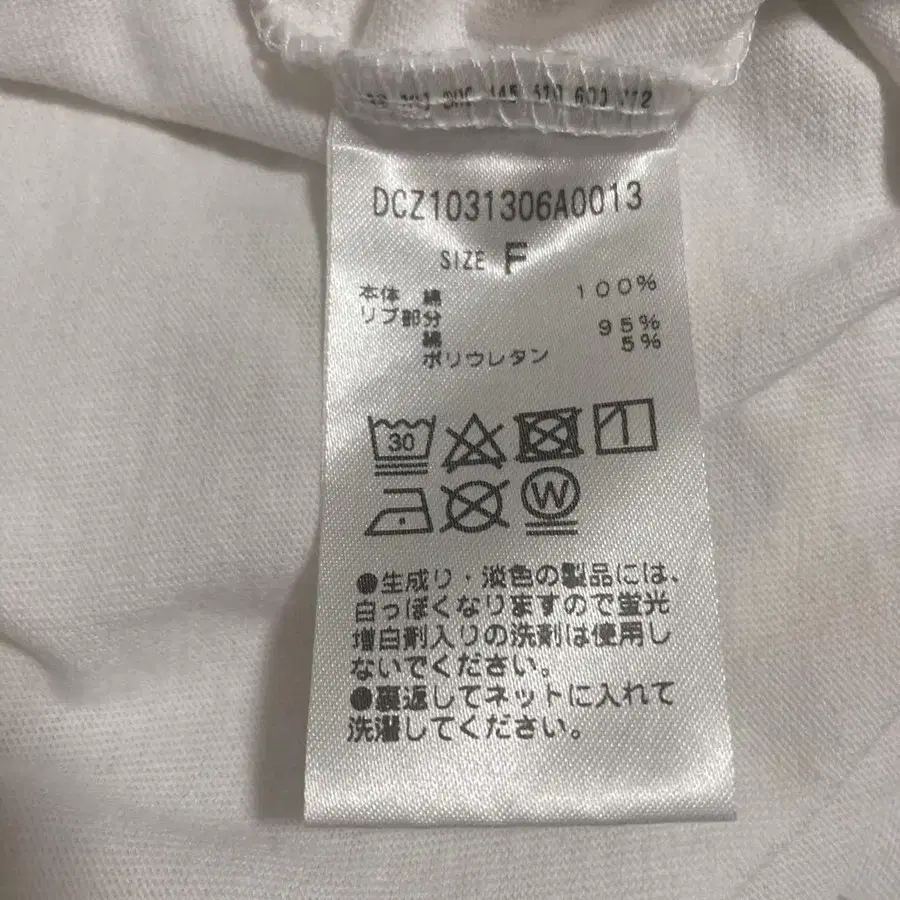 DCZ1031306A0013
SIZE F
本体 綿 100%
リブ部分
綿 95%
ポリウレタン 5%
30
W
●生成り・淡色の製品には、
白っぽくなりますので蛍光
増白剤入りの洗剤は使用し
ないでください。
●裏返してネットに入れて
洗濯してください。